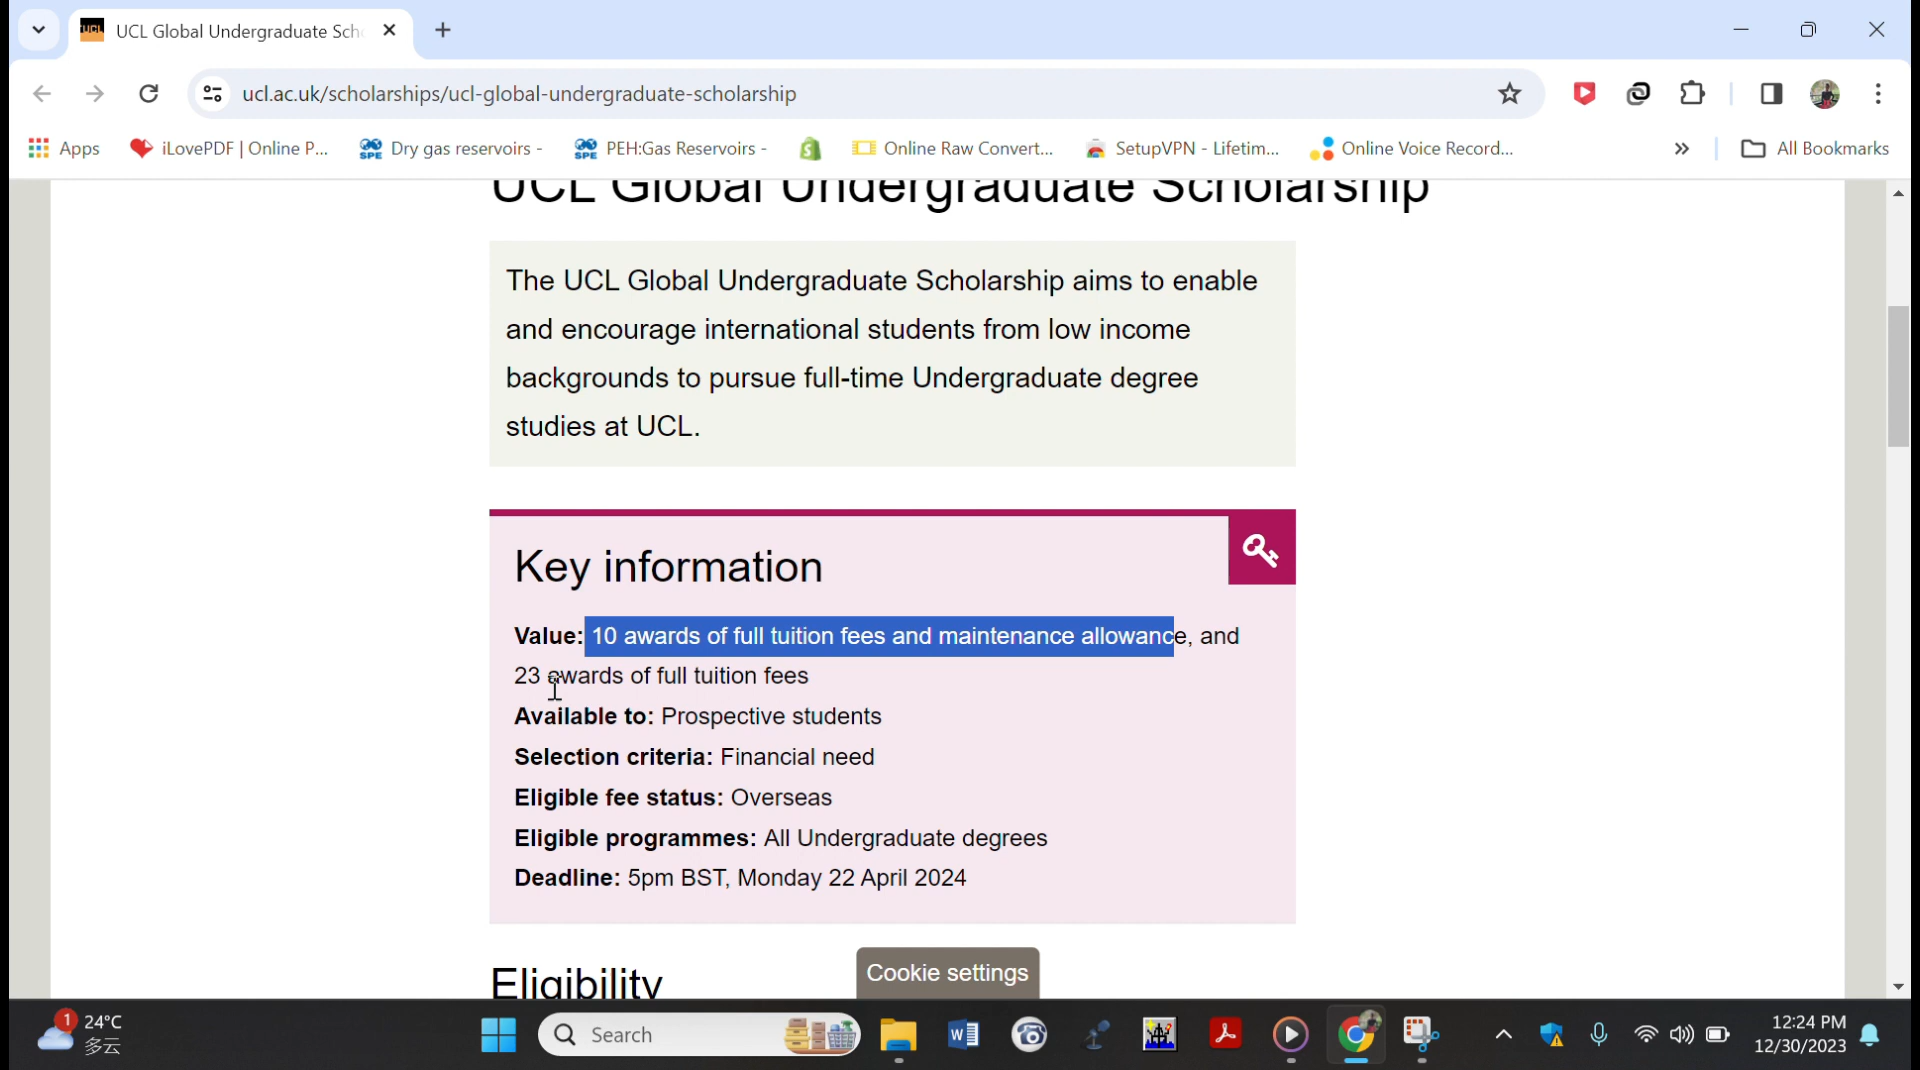 UCL Global Undergraduate Sch
ucl.ac.uk/scholarships/ucl-global-undergraduate-scholarship
Apps
iLovePDF | Online P...
Dry gas reservoirs -
PEH:Gas Reservoirs -
Online Raw Convert...
SetupVPN - Lifetim...
Online Voice Record...
All Bookmarks
UCL Global Undergraduate Scholarship
The UCL Global Undergraduate Scholarship aims to enable
and encourage international students from low income
backgrounds to pursue full-time Undergraduate degree
studies at UCL.
Key information
Value: 10 awards of full tuition fees and maintenance allowance, and
23 awards of full tuition fees
Available to: Prospective students
Selection criteria: Financial need
Eligible fee status: Overseas
Eligible programmes: All Undergraduate degrees
Deadline: 5pm BST, Monday 22 April 2024
Eligibility
Cookie settings
1
24°C
多云
Search
12:24 PM
12/30/2023